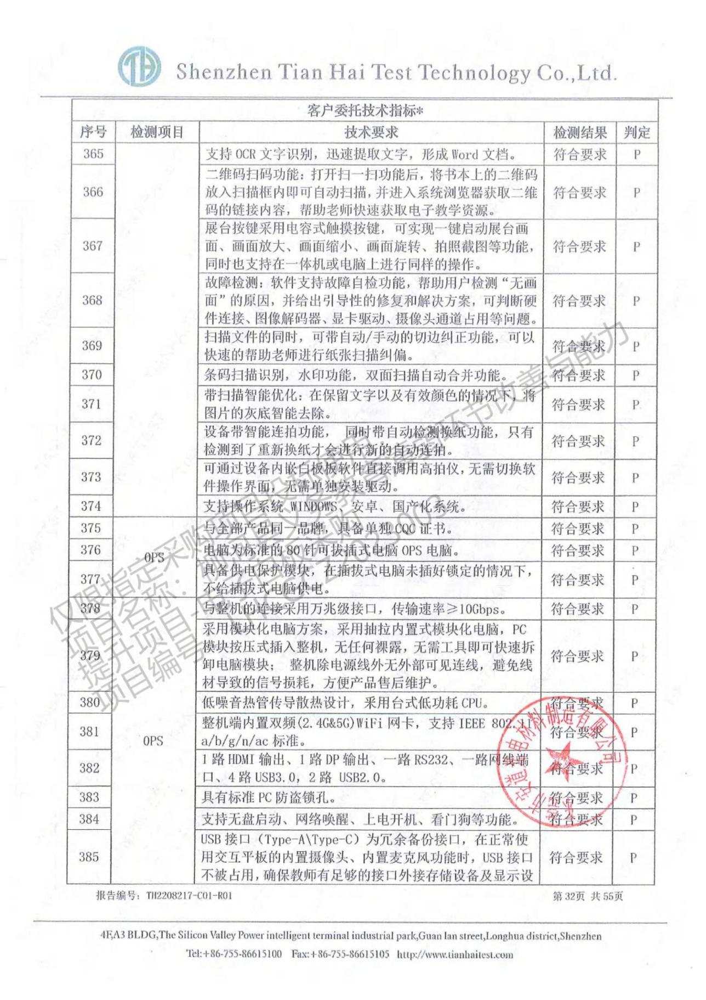 Shenzhen Tian Hai Test Technology Co.,Ltd.
客户委托技术指标*
序号 检测项目 技术要求 检测结果 判定
365 支持 OCR 文字识别，迅速提取文字，形成 Word 文档。 符合要求 P
二维码扫码功能：打开扫一扫功能后，将书本上的二维码
366 放入扫描框内即可自动扫描，并进入系统浏览器获取二维 符合要求 P
码的链接内容，帮助老师快速获取电子教学资源。
展台按键采用电容式触摸按键，可实现一键启动展台画
367 面、画面放大、画面缩小、画面旋转、拍照截图等功能， 符合要求 P
同时也支持在一体机或电脑上进行同样的操作。
故障检测：软件支持故障自检功能，帮助用户检测“无画
368 面”的原因，并给出引导性的修复和解决方案，可判断硬 符合要求 P
件连接、图像解码器、显卡驱动、摄像头通道占用等问题。
369 扫描文件的同时，可带自动/手动的切边纠正功能，可以 符合要求 P
快速的帮助老师进行纸张扫描纠偏。
370 条码扫描识别，水印功能，双面扫描自动合并功能。 符合要求 P
371 带扫描智能优化：在保留文字以及有效颜色的情况下，将 符合要求 P
图片的灰底智能去除。
372 设备带智能连拍功能， 同时带自动检测换纸功能，只有 符合要求 P
检测到了重新换纸才会进行新的自动连拍。
373 可通过设备内嵌白板板软件直接调用高拍仪，无需切换软 符合要求 P
件操作界面，无需单独安装驱动。
374 支持操作系统 WINDOWS、安卓、国产化系统。 符合要求 P
375 与全部产品同一品牌，具备单独 CQC 证书。 符合要求 P
376 OPS 电脑为标准的 80 针可拔插式电脑 OPS 电脑。 符合要求 P
377 具备供电保护模块，在插拔式电脑未插好锁定的情况下， 符合要求 P
不给插拔式电脑供电。
378 与整机的连接采用万兆级接口，传输速率≥10Gbps。 符合要求 P
采用模块化电脑方案，采用抽拉内置式模块化电脑，PC
379 模块按压式插入整机，无任何裸露，无需工具即可快速拆 符合要求 P
卸电脑模块； 整机除电源线外无外部可见连线，避免线
材导致的信号损耗，方便产品售后维护。
380 低噪音热管传导散热设计，采用台式低功耗 CPU。 符合要求 P
381 OPS 整机端内置双频(2.4G&5G)WiFi 网卡，支持 IEEE 802.11 符合要求 P
a/b/g/n/ac 标准。
382 1 路 HDMI 输出、1 路 DP 输出、一路 RS232、一路网线端 符合要求 P
口、4 路 USB3.0，2 路 USB2.0。
383 具有标准 PC 防盗锁孔。 符合要求 P
384 支持无盘启动、网络唤醒、上电开机、看门狗等功能。 符合要求 P
USB 接口（Type-A\Type-C）为冗余备份接口，在正常使
385 用交互平板的内置摄像头、内置麦克风功能时，USB 接口 符合要求 P
不被占用，确保教师有足够的接口外接存储设备及显示设
报告编号：TH2208217-C01-R01 第 32页 共 55页
4F,A3 BLDG,The Silicon Valley Power intelligent terminal industrial park,Guan lan street,Longhua district,Shenzhen
Tel:+86-755-86615100 Fax:+86-755-86615105 http://www.tianhaitest.com